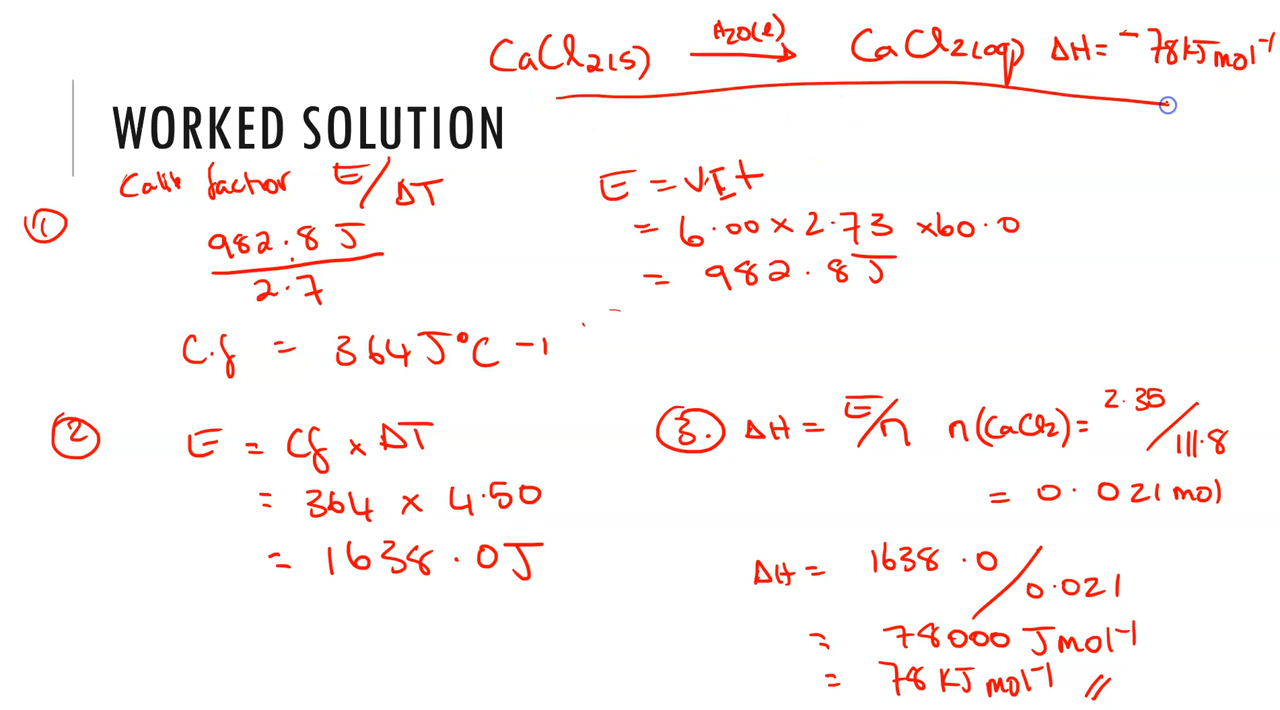 CaCl2(s) H2O(l) → CaCl2(aq) ΔH = -78KJ mol⁻¹
WORKED SOLUTION
① Calib factor E/ΔT
982.8 J / 2.7
C.f = 364 J°C -1
E = V.I.t
= 6.00 x 2.73 x 60.0
= 982.8 J
② E = Cf x ΔT
= 364 x 4.50
= 1638.0 J
③. ΔH = E/n n(CaCl2) = 2.35/111.8
= 0.021 mol
ΔH = 1638.0/0.021
= 78000 J mol⁻¹
= 78 KJ mol⁻¹ //